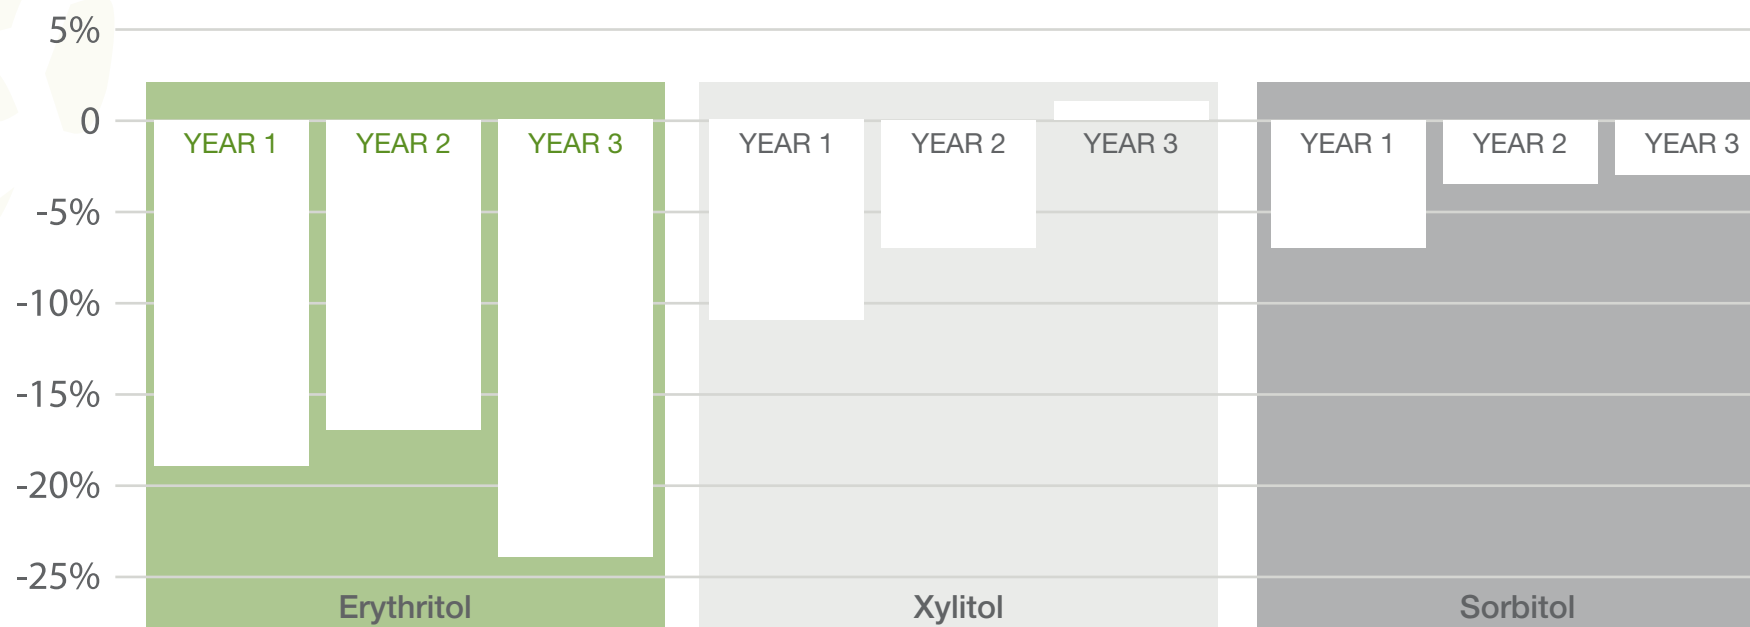 5%
0
-5%
-10%
-15%
-20%
-25%
YEAR 1 YEAR 2 YEAR 3
YEAR 1 YEAR 2 YEAR 3
YEAR 1 YEAR 2 YEAR 3
Erythritol
Xylitol
Sorbitol